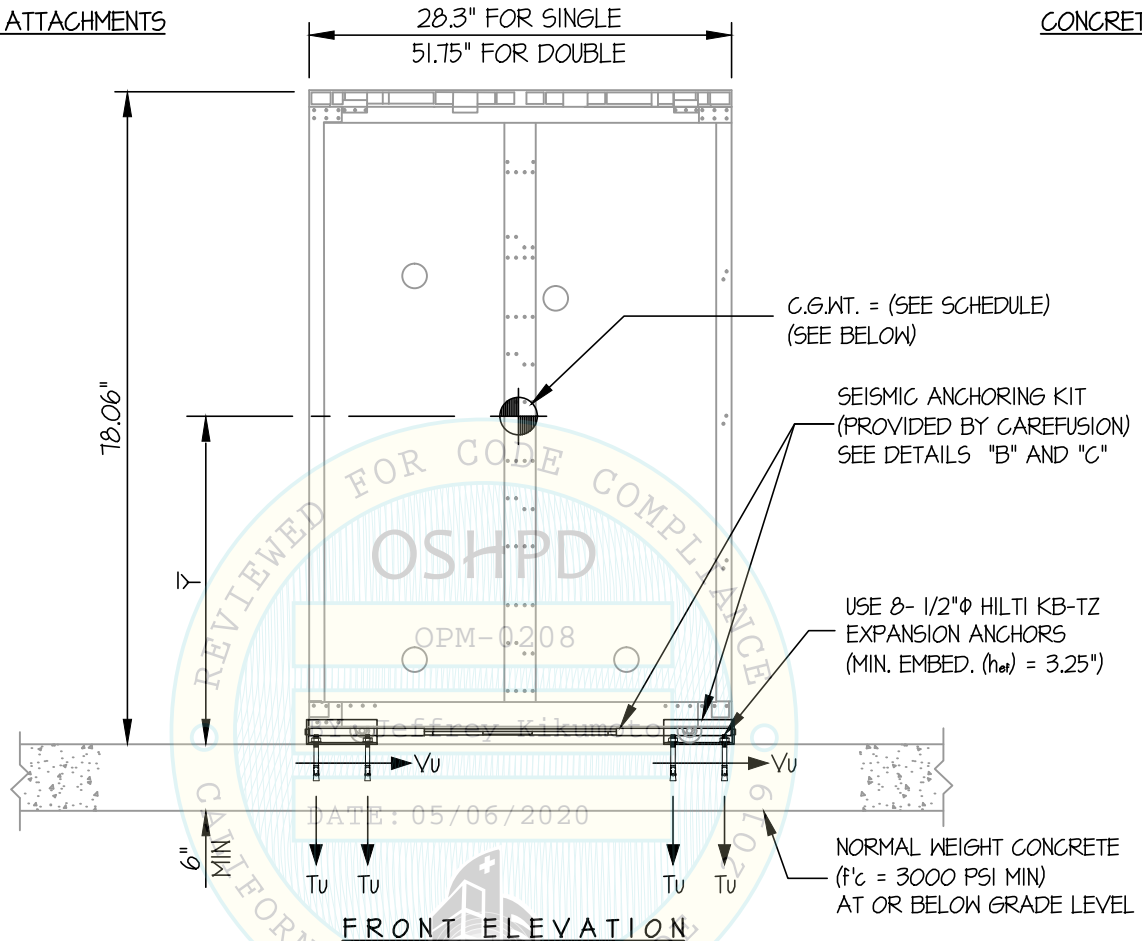 ATTACHMENTS
28.3" FOR SINGLE
51.75" FOR DOUBLE
CONCRET
78.06"
C.G.WT. = (SEE SCHEDULE)
(SEE BELOW)
SEISMIC ANCHORING KIT
(PROVIDED BY CAREFUSION)
SEE DETAILS "B" AND "C"
Y̅
REVIEWED FOR CODE COMPLIANCE
OSHPD
OPM-0208
USE 8- 1/2"Φ HILTI KB-TZ
EXPANSION ANCHORS
(MIN. EMBED. (hef) = 3.25")
Jeffrey Kikumoto
Vu Vu
DATE: 05/06/2020
2019
6"
MIN
Tu Tu Tu Tu
NORMAL WEIGHT CONCRETE
(f'c = 3000 PSI MIN)
AT OR BELOW GRADE LEVEL
FRONT ELEVATION